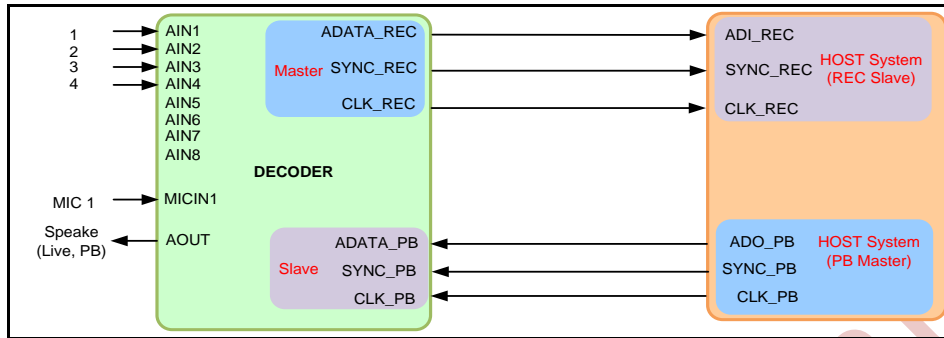 1
2
3
4
AIN1
AIN2
AIN3
AIN4
AIN5
AIN6
AIN7
AIN8
MIC 1
MICIN1
Speake
(Live, PB)
AOUT
DECODER
Master
ADATA_REC
SYNC_REC
CLK_REC
Slave
ADATA_PB
SYNC_PB
CLK_PB
ADI_REC
SYNC_REC
CLK_REC
HOST System
(REC Slave)
ADO_PB
SYNC_PB
CLK_PB
HOST System
(PB Master)